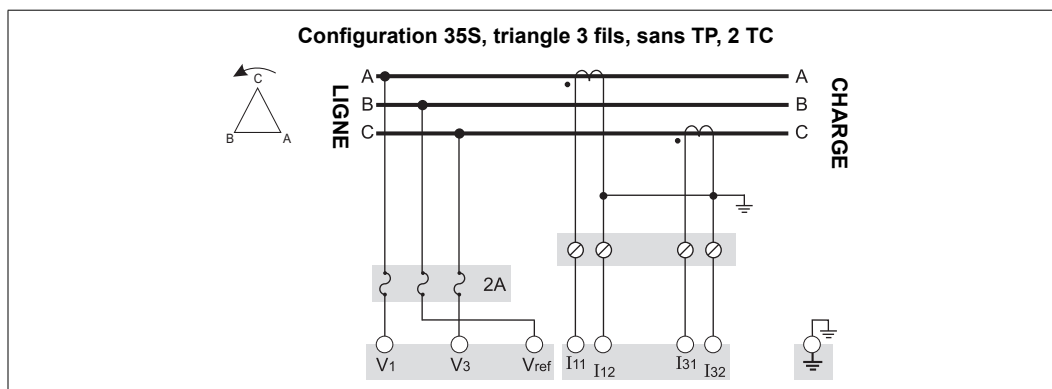 Configuration 35S, triangle 3 fils, sans TP, 2 TC
C
B A
LIGNE
A A
B B
C C
CHARGE
2A
V1 V3 Vref I11 I12 I31 I32